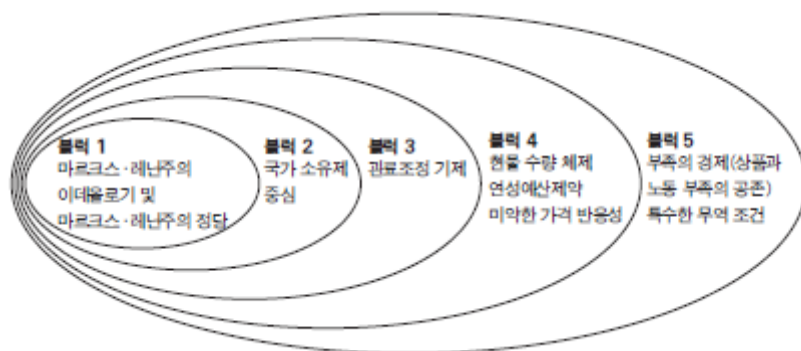 블럭 1
마르크스·레닌주의
이데올로기 및
마르크스·레닌주의 정당
블럭 2
국가 소유제
중심
블럭 3
관료조정 기제
블럭 4
현물 수량 체제
연성예산제약
미약한 가격 반응성
블럭 5
부족의 경제(상품과
노동 부족의 공존)
특수한 무역 조건